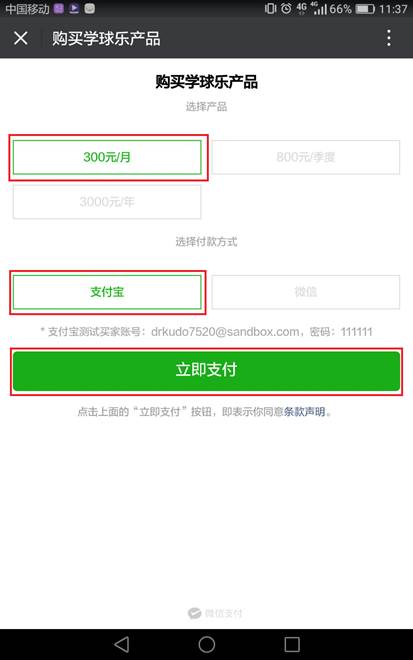 中国移动 4G 4G 66% 11:37
购买学球乐产品
购买学球乐产品
选择产品
300元/月 800元/季度
3000元/年
选择付款方式
支付宝 微信
* 支付宝测试买家账号：drkudo7520@sandbox.com，密码：111111
立即支付
点击上面的“立即支付”按钮，即表示你同意条款声明。
微信支付